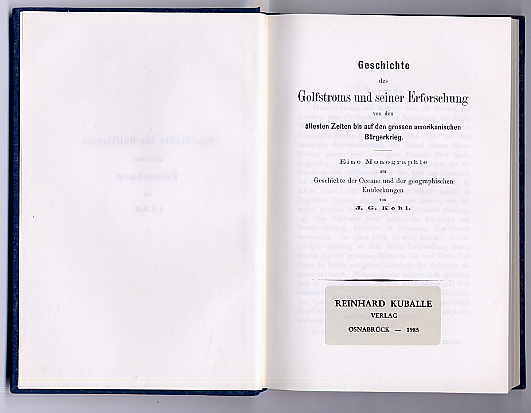 Geschichte
des
Golfstroms und seiner Erforschung
von den
ältesten Zeiten bis auf den grossen amerikanischen
Bürgerkrieg.
Eine Monographie
zur
Geschichte der Oceane und der geographischen
Entdeckungen
von
J. G. Kohl.
REINHARD KUBALLE
VERLAG
OSNABRÜCK — 1985